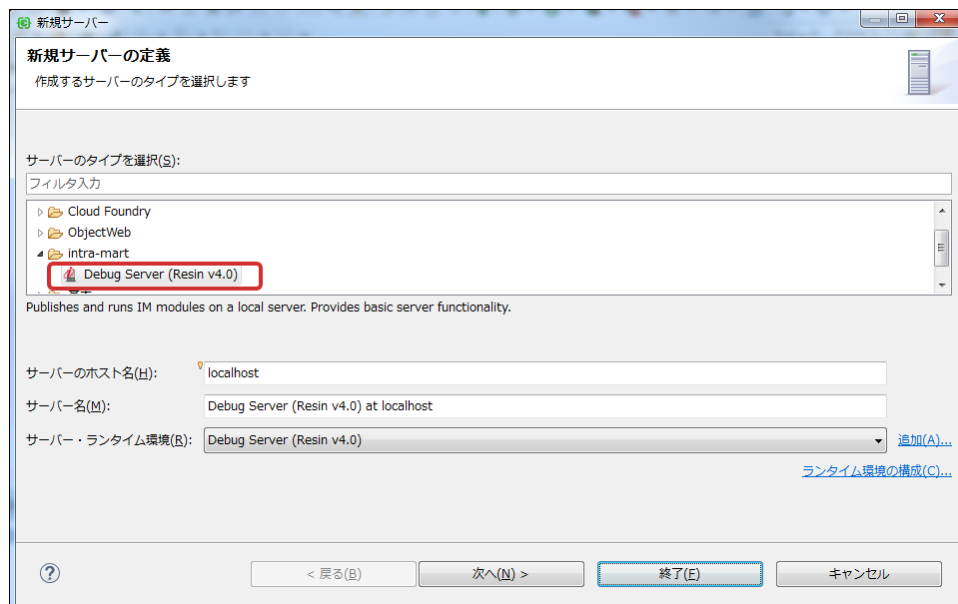 新規サーバー
新規サーバーの定義
作成するサーバーのタイプを選択します
サーバーのタイプを選択(S):
フィルタ入力
Cloud Foundry
ObjectWeb
intra-mart
Debug Server (Resin v4.0)
Publishes and runs IM modules on a local server. Provides basic server functionality.
サーバーのホスト名(H):
localhost
サーバー名(M):
Debug Server (Resin v4.0) at localhost
サーバー・ランタイム環境(R):
Debug Server (Resin v4.0)
追加(A)...
ランタイム環境の構成(C)...
< 戻る(B)
次へ(N) >
終了(F)
キャンセル